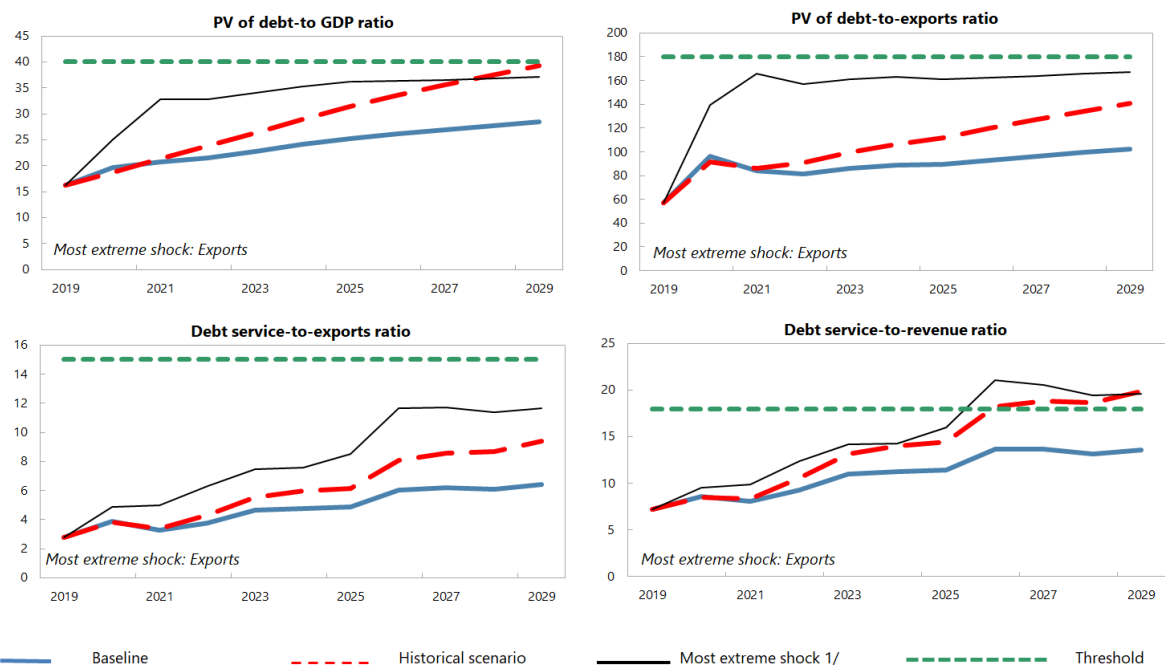 PV of debt-to GDP ratio
45
40
35
30
25
20
15
10
5
0
Most extreme shock: Exports
2019 2021 2023 2025 2027 2029
PV of debt-to-exports ratio
200
180
160
140
120
100
80
60
40
20
0
Most extreme shock: Exports
2019 2021 2023 2025 2027 2029
Debt service-to-exports ratio
16
14
12
10
8
6
4
2
0
Most extreme shock: Exports
2019 2021 2023 2025 2027 2029
Debt service-to-revenue ratio
25
20
15
10
5
0
Most extreme shock: Exports
2019 2021 2023 2025 2027 2029
Baseline Historical scenario Most extreme shock 1/ Threshold